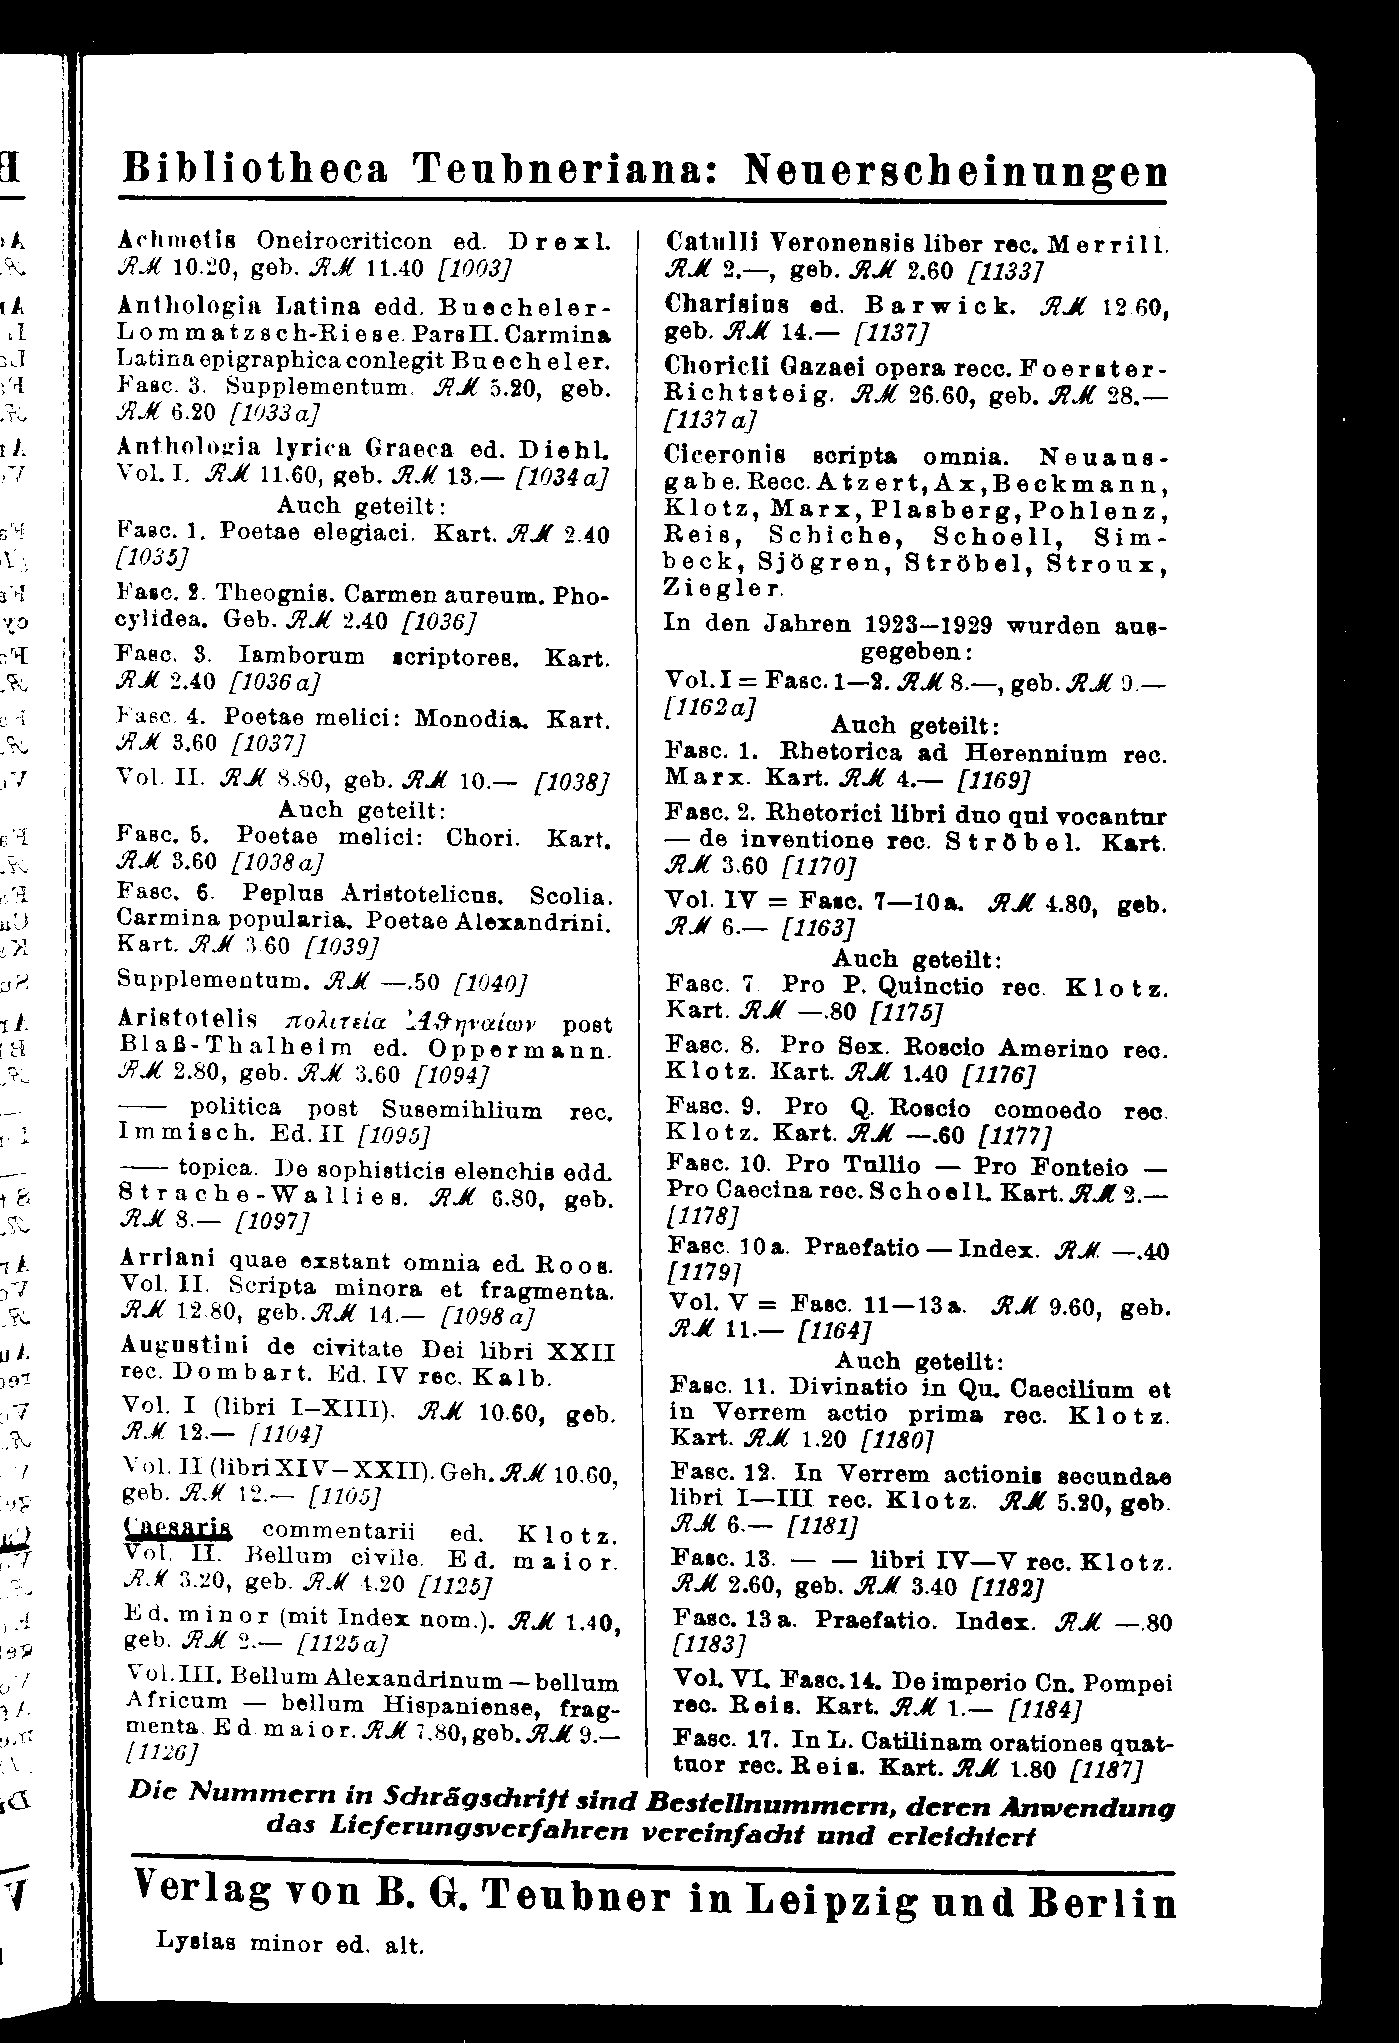 Bibliotheca Teubneriana: Neuerscheinungen
Achmetis Oneirocriticon ed. Drexl.
RM 10.20, geb. RM 11.40 [1003]
Anthologia Latina edd. Buecheler-
Lommatzsch-Riese. Pars II. Carmina
Latina epigraphica conlegit Buecheler.
Fasc. 3. Supplementum. RM 5.20, geb.
RM 6.20 [1033a]
Anthologia lyrica Graeca ed. Diehl.
Vol. I. RM 11.60, geb. RM 13.— [1034a]
Auch geteilt:
Fasc. 1. Poetae elegiaci. Kart. RM 2.40
[1035]
Fasc. 2. Theognis. Carmen aureum. Pho-
cylidea. Geb. RM 2.40 [1036]
Fasc. 3. Iamborum scriptores. Kart.
RM 2.40 [1036a]
Fasc. 4. Poetae melici: Monodia. Kart.
RM 3.60 [1037]
Vol. II. RM 8.80, geb. RM 10.— [1038]
Auch geteilt:
Fasc. 5. Poetae melici: Chori. Kart.
RM 3.60 [1038a]
Fasc. 6. Peplus Aristotelicus. Scolia.
Carmina popularia. Poetae Alexandrini.
Kart. RM 3.60 [1039]
Supplementum. RM —.50 [1040]
Aristotelis πολιτεία Ἀθηναίων post
Blaß-Thalheim ed. Oppermann.
RM 2.80, geb. RM 3.60 [1094]
—— politica post Susemihlium rec.
Immisch. Ed. II [1095]
—— topica. De sophisticis elenchis edd.
Strache-Wallies. RM 6.80, geb.
RM 8.— [1097]
Arriani quae exstant omnia ed. Roos.
Vol. II. Scripta minora et fragmenta.
RM 12.80, geb. RM 14.— [1098a]
Augustini de civitate Dei libri XXII
rec. Dombart. Ed. IV rec. Kalb.
Vol. I (libri I–XIII). RM 10.60, geb.
RM 12.— [1104]
Vol. II (libri XIV–XXII). Geh. RM 10.60,
geb. RM 12.— [1105]
Caesaris commentarii ed. Klotz.
Vol. II. Bellum civile. Ed. maior.
RM 3.20, geb. RM 4.20 [1125]
Ed. minor (mit Index nom.). RM 1.40,
geb. RM 2.— [1125a]
Vol. III. Bellum Alexandrinum — bellum
Africum — bellum Hispaniense, frag-
menta. Ed. maior. RM 7.80, geb. RM 9.—
[1126]
Catulli Veronensis liber rec. Merrill.
RM 2.—, geb. RM 2.60 [1133]
Charisius ed. Barwick. RM 12.60,
geb. RM 14.— [1137]
Choricii Gazaei opera recc. Foerster-
Richtsteig. RM 26.60, geb. RM 28.—
[1137a]
Ciceronis scripta omnia. Neuaus-
gabe. Recc. Atzert, Ax, Beckmann,
Klotz, Marx, Plasberg, Pohlenz,
Reis, Schiche, Schoell, Sim-
beck, Sjögren, Ströbel, Stroux,
Ziegler.
In den Jahren 1923—1929 wurden aus-
gegeben:
Vol. I = Fasc. 1—2. RM 8.—, geb. RM 9.—
[1162a]
Auch geteilt:
Fasc. 1. Rhetorica ad Herennium rec.
Marx. Kart. RM 4.— [1169]
Fasc. 2. Rhetorici libri duo qui vocantur
— de inventione rec. Ströbel. Kart.
RM 3.60 [1170]
Vol. IV = Fasc. 7—10a. RM 4.80, geb.
RM 6.— [1163]
Auch geteilt:
Fasc. 7. Pro P. Quinctio rec. Klotz.
Kart. RM —.80 [1175]
Fasc. 8. Pro Sex. Roscio Amerino rec.
Klotz. Kart. RM 1.40 [1176]
Fasc. 9. Pro Q. Roscio comoedo rec.
Klotz. Kart. RM —.60 [1177]
Fasc. 10. Pro Tullio — Pro Fonteio —
Pro Caecina rec. Schoell. Kart. RM 2.—
[1178]
Fasc. 10a. Praefatio — Index. RM —.40
[1179]
Vol. V = Fasc. 11—13a. RM 9.60, geb.
RM 11.— [1164]
Auch geteilt:
Fasc. 11. Divinatio in Qu. Caecilium et
in Verrem actio prima rec. Klotz.
Kart. RM 1.20 [1180]
Fasc. 12. In Verrem actionis secundae
libri I—III rec. Klotz. RM 5.20, geb.
RM 6.— [1181]
Fasc. 13. — — libri IV—V rec. Klotz.
RM 2.60, geb. RM 3.40 [1182]
Fasc. 13a. Praefatio. Index. RM —.80
[1183]
Vol. VI. Fasc. 14. De imperio Cn. Pompei
rec. Reis. Kart. RM 1.— [1184]
Fasc. 17. In L. Catilinam orationes quat-
tuor rec. Reis. Kart. RM 1.80 [1187]
Die Nummern in Schrägschrift sind Bestellnummern, deren Anwendung
das Lieferungsverfahren vereinfacht und erleichtert
Verlag von B. G. Teubner in Leipzig und Berlin
Lysias minor ed. alt.